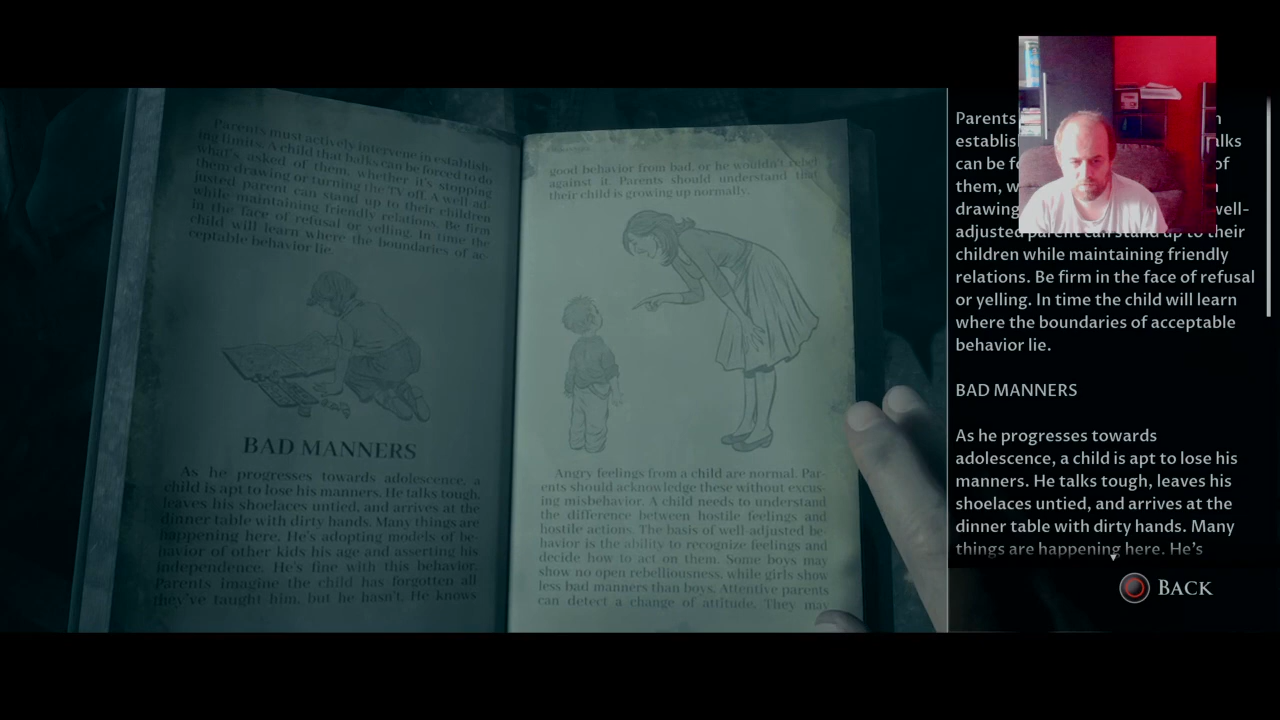 Parents must actively intervene in establish-
ing limits. A child that balks can be forced to do
what's asked of them, whether it's stopping
them drawing or turning the TV off. A well-ad-
justed parent can stand up to their children
while maintaining friendly relations. Be firm
in the face of refusal or yelling. In time the
child will learn where the boundaries of ac-
ceptable behavior lie.
BAD MANNERS
As he progresses towards adolescence, a
child is apt to lose his manners. He talks tough,
leaves his shoelaces untied, and arrives at the
dinner table with dirty hands. Many things are
happening here. He's adopting models of be-
havior of other kids his age and asserting his
independence. He's fine with this behavior.
Parents imagine the child has forgotten all
they've taught him, but he hasn't. He knows
good behavior from bad, or he wouldn't rebel
against it. Parents should understand that
their child is growing up normally.
Angry feelings from a child are normal. Par-
ents should acknowledge these without excus-
ing misbehavior. A child needs to understand
the difference between hostile feelings and
hostile actions. The basis of well-adjusted be-
havior is the ability to recognize feelings and
decide how to act on them. Some boys may
show no open rebelliousness, while girls show
less bad manners than boys. Attentive parents
can detect a change of attitude. They may
Parents
can be of
them, w
drawing well-
adjusted parent can stand up to their
children while maintaining friendly
relations. Be firm in the face of refusal
or yelling. In time the child will learn
where the boundaries of acceptable
behavior lie.
BAD MANNERS
As he progresses towards
adolescence, a child is apt to lose his
manners. He talks tough, leaves his
shoelaces untied, and arrives at the
dinner table with dirty hands. Many
things are happening here. He's
BACK